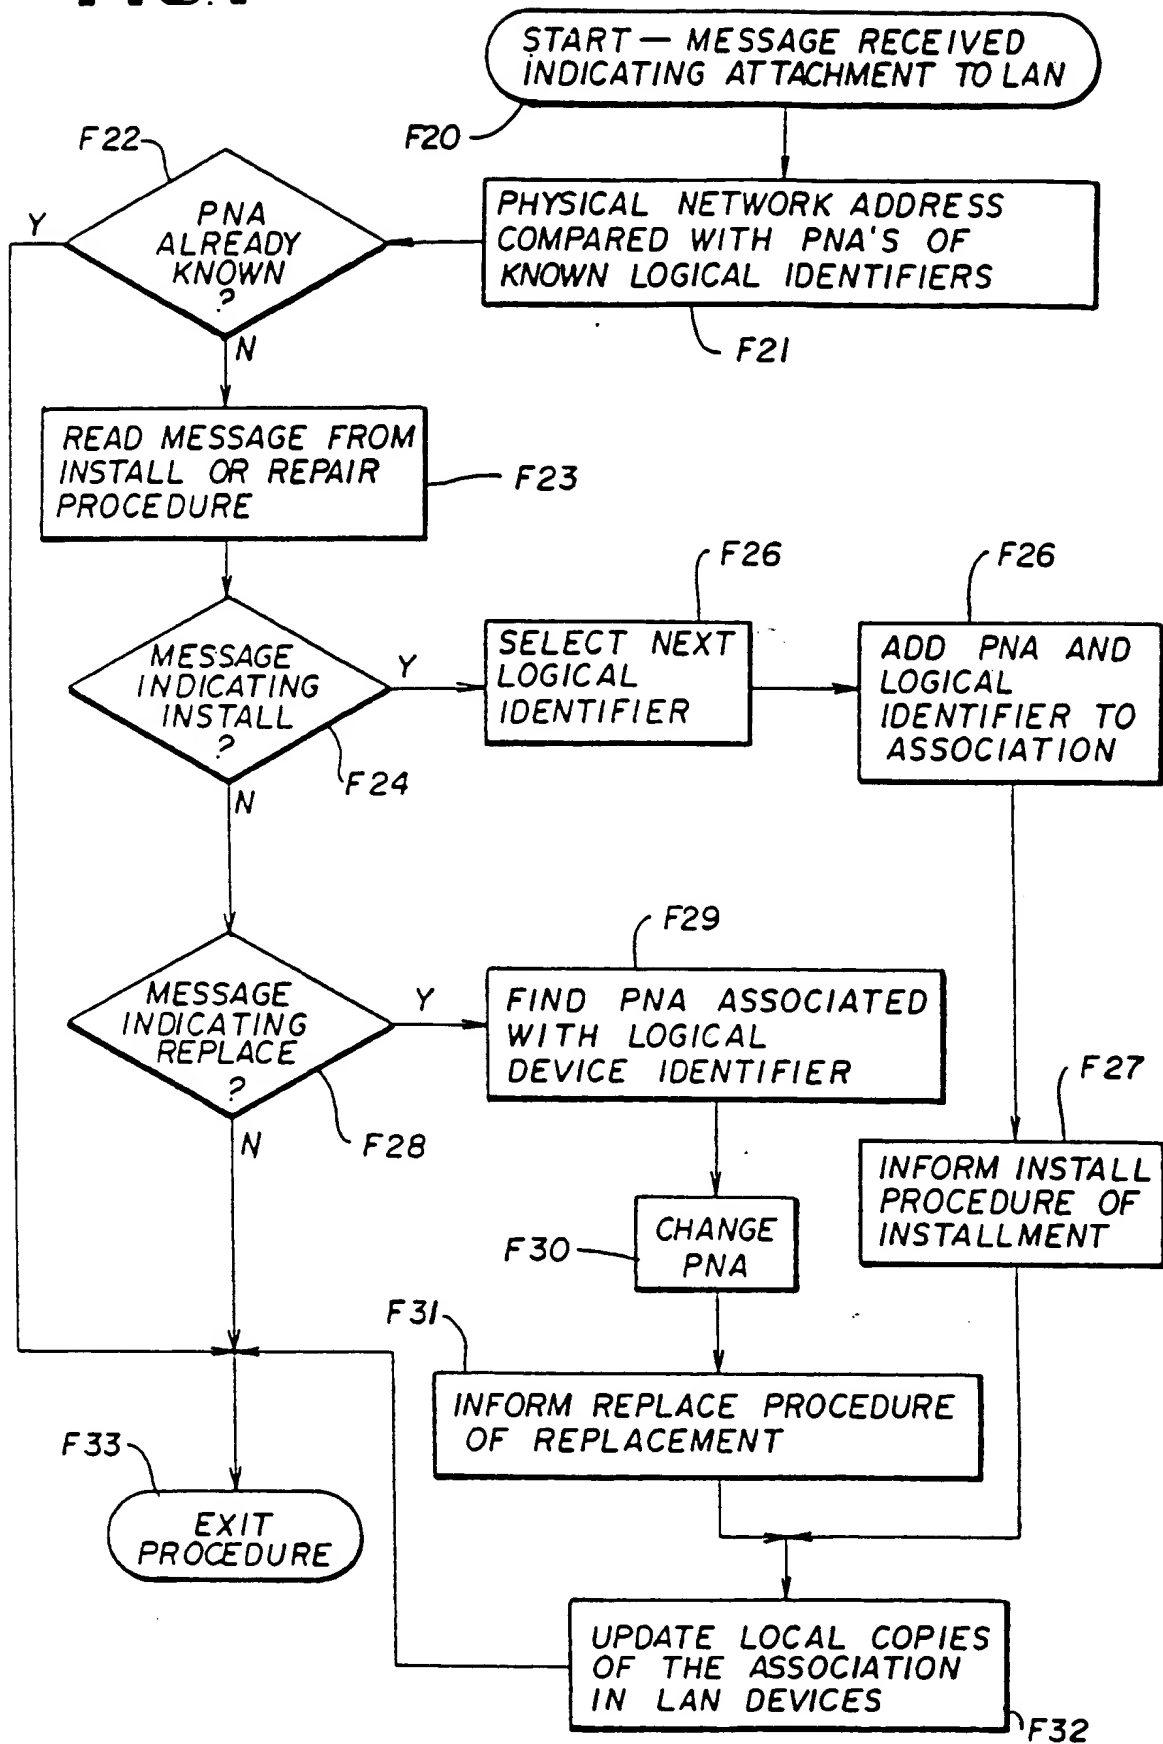 START — MESSAGE RECEIVED
INDICATING ATTACHMENT TO LAN
F20
F22
PHYSICAL NETWORK ADDRESS
COMPARED WITH PNA'S OF
KNOWN LOGICAL IDENTIFIERS
F21
PNA
ALREADY
KNOWN
?
Y
N
READ MESSAGE FROM
INSTALL OR REPAIR
PROCEDURE
F23
MESSAGE
INDICATING
INSTALL
?
Y
F24
N
F26
SELECT NEXT
LOGICAL
IDENTIFIER
F26
ADD PNA AND
LOGICAL
IDENTIFIER TO
ASSOCIATION
MESSAGE
INDICATING
REPLACE
?
Y
F28
N
F29
FIND PNA ASSOCIATED
WITH LOGICAL
DEVICE IDENTIFIER
F27
INFORM INSTALL
PROCEDURE OF
INSTALLMENT
F30
CHANGE
PNA
F31
INFORM REPLACE PROCEDURE
OF REPLACEMENT
F33
EXIT
PROCEDURE
UPDATE LOCAL COPIES
OF THE ASSOCIATION
IN LAN DEVICES
F32